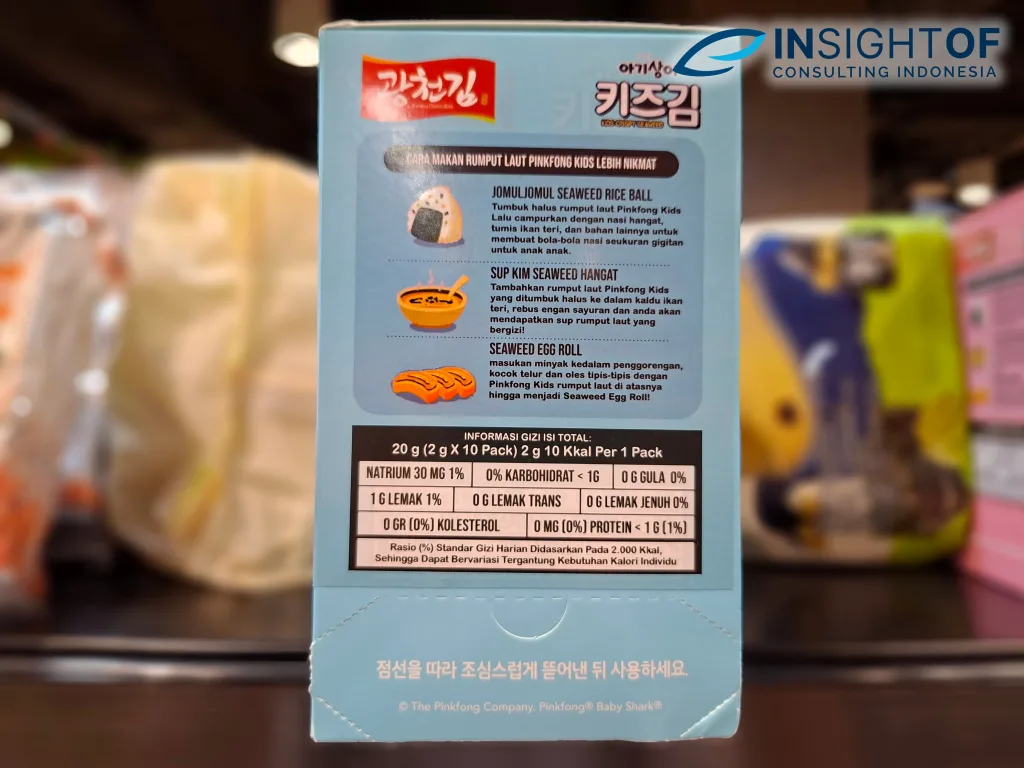 INSIGHTOF
CONSULTING INDONESIA
광천김
아기상어
키즈김
KIDS CRISPY SEAWEED
CARA MAKAN RUMPUT LAUT PINKFONG KIDS LEBIH NIKMAT
JOMULJOMUL SEAWEED RICE BALL
Tumbuk halus rumput laut Pinkfong Kids
Lalu campurkan dengan nasi hangat,
tumis ikan teri, dan bahan lainnya untuk
membuat bola-bola nasi seukuran gigitan
untuk anak anak.
SUP KIM SEAWEED HANGAT
Tambahkan rumput laut Pinkfong Kids
yang ditumbuk halus ke dalam kaldu ikan
teri, rebus engan sayuran dan anda akan
mendapatkan sup rumput laut yang
bergizi!
SEAWEED EGG ROLL
masukan minyak kedalam penggorengan,
kocok telur dan oles tipis-tipis dengan
Pinkfong Kids rumput laut di atasnya
hingga menjadi Seaweed Egg Roll!
INFORMASI GIZI ISI TOTAL:
20 g (2 g X 10 Pack) 2 g 10 Kkal Per 1 Pack
NATRIUM 30 MG 1% 0% KARBOHIDRAT < 1G 0 G GULA 0%
1 G LEMAK 1% 0 G LEMAK TRANS 0 G LEMAK JENUH 0%
0 GR (0%) KOLESTEROL 0 MG (0%) PROTEIN < 1 G (1%)
Rasio (%) Standar Gizi Harian Didasarkan Pada 2.000 Kkal,
Sehingga Dapat Bervariasi Tergantung Kebutuhan Kalori Individu
점선을 따라 조심스럽게 뜯어낸 뒤 사용하세요.
© The Pinkfong Company. Pinkfong® Baby Shark®